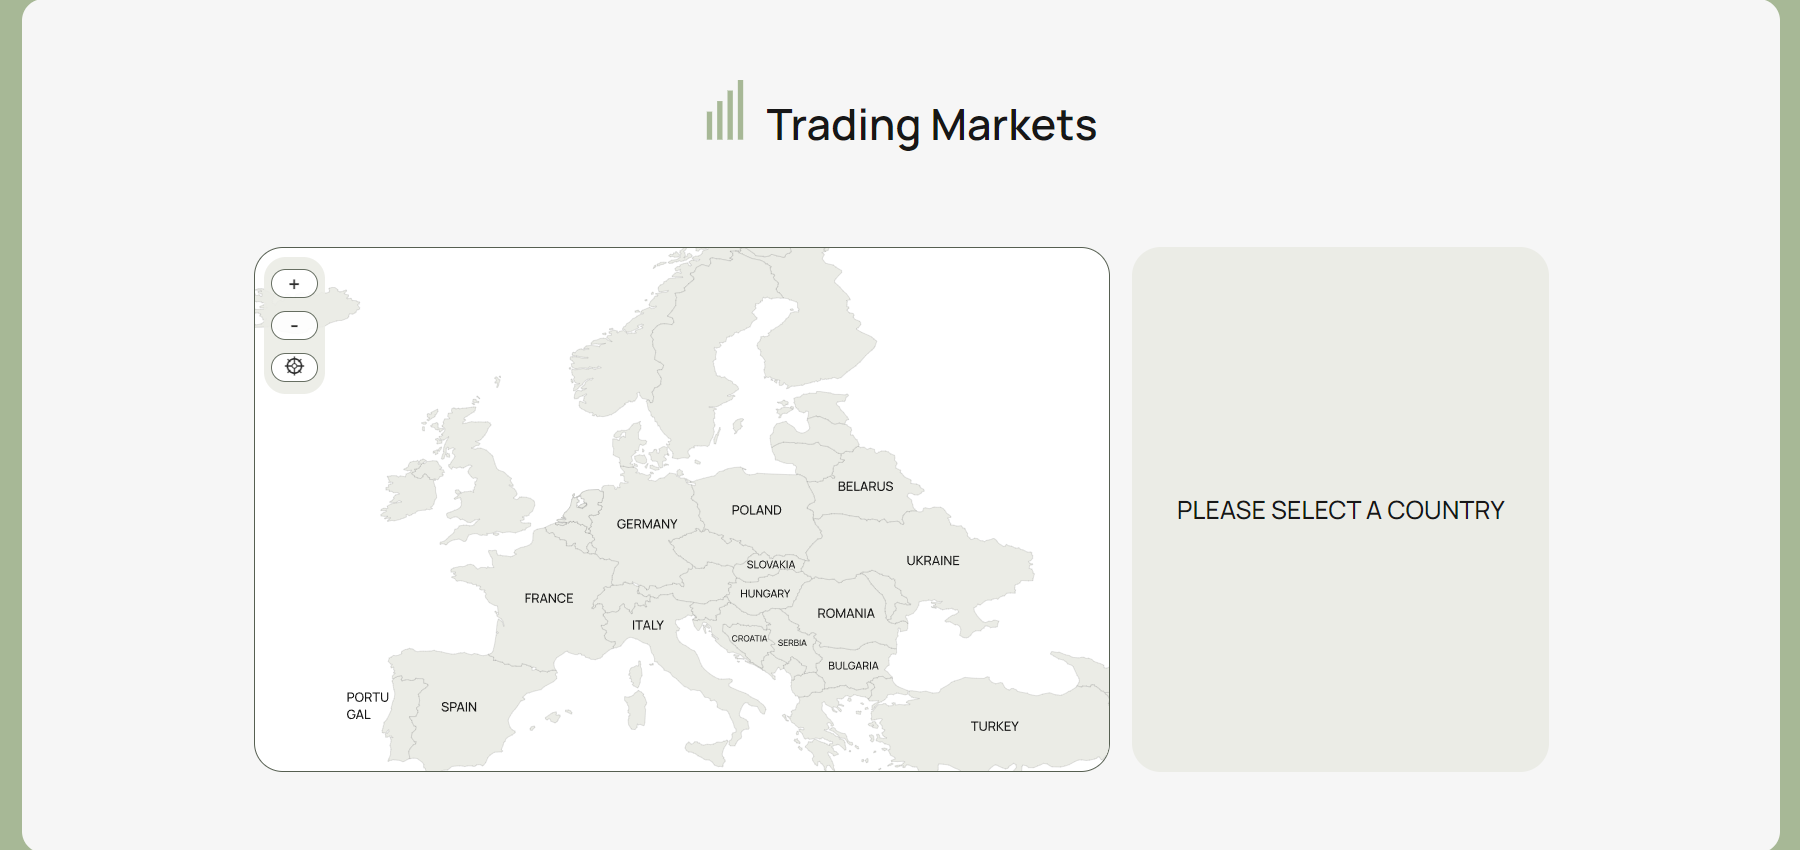 Trading Markets
+
-
BELARUS
POLAND
GERMANY
UKRAINE
SLOVAKIA
HUNGARY
FRANCE
ROMANIA
ITALY
CROATIA
SERBIA
BULGARIA
PORTU
GAL
SPAIN
TURKEY
PLEASE SELECT A COUNTRY